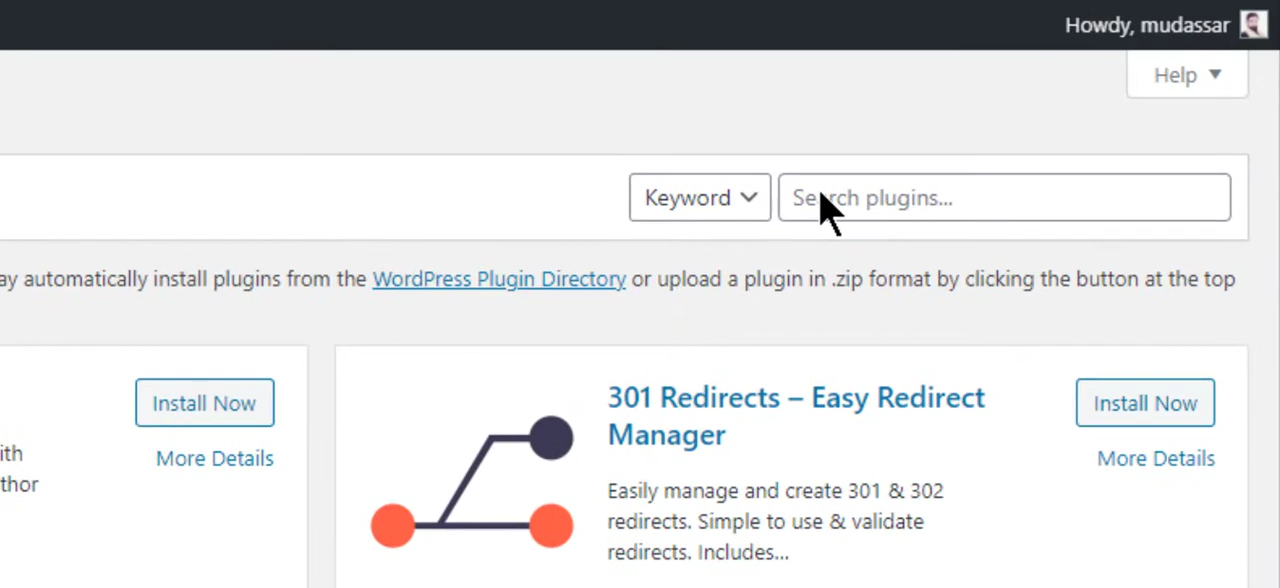 Howdy, mudassar
Help
Keyword
Search plugins...
ay automatically install plugins from the WordPress Plugin Directory or upload a plugin in .zip format by clicking the button at the top
Install Now
More Details
ith
thor
301 Redirects – Easy Redirect
Manager
Install Now
More Details
Easily manage and create 301 & 302
redirects. Simple to use & validate
redirects. Includes...